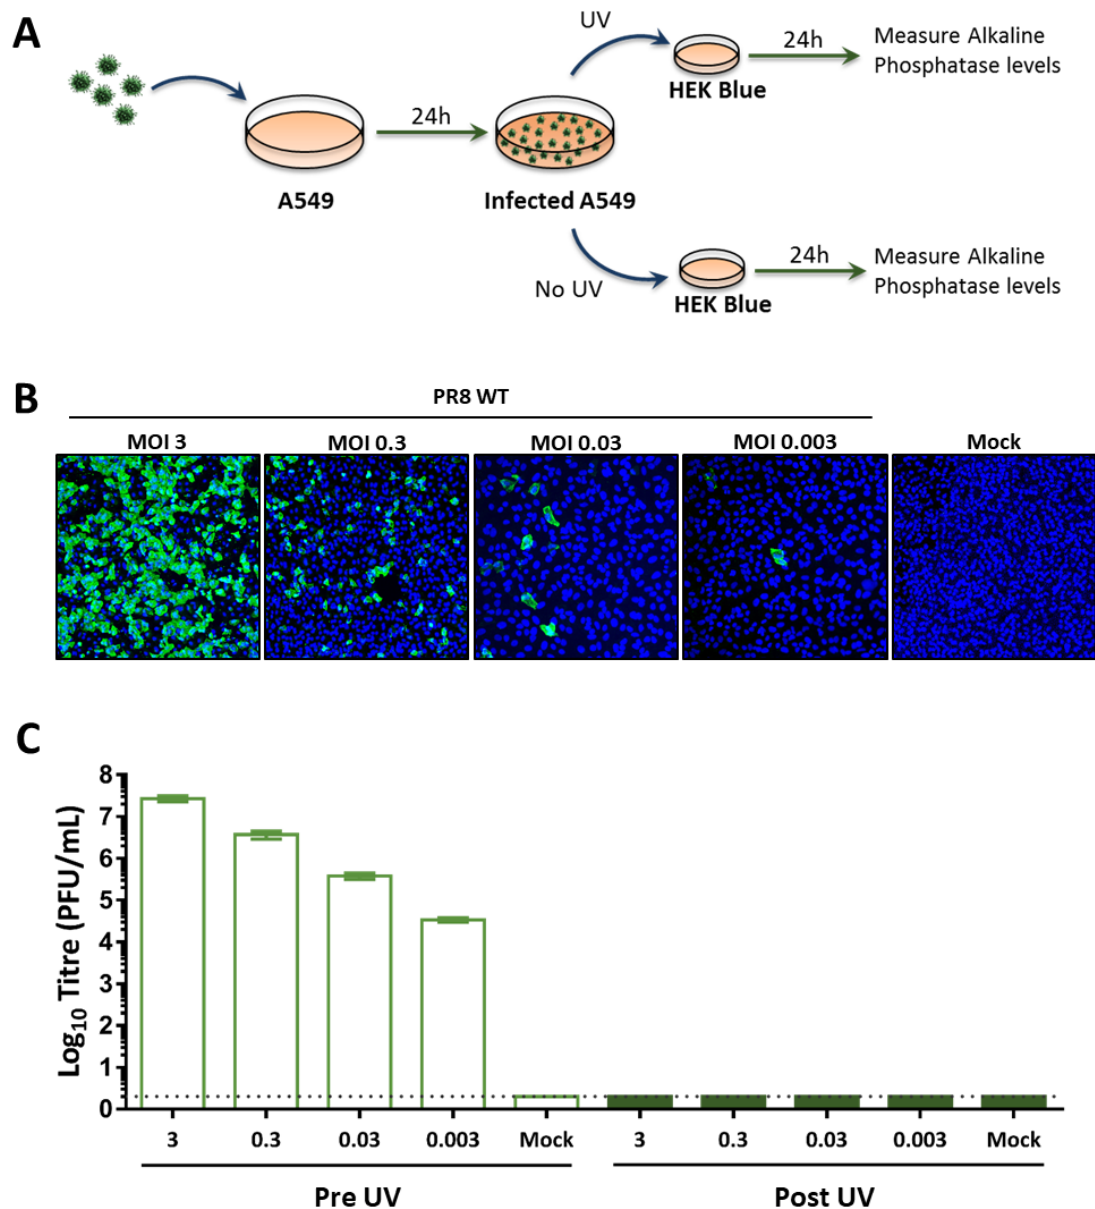 A
UV
24h
Measure Alkaline
Phosphatase levels
HEK Blue
24h
A549
Infected A549
No UV
24h
Measure Alkaline
Phosphatase levels
HEK Blue
B
PR8 WT
MOI 3 MOI 0.3 MOI 0.03 MOI 0.003 Mock
C
Log10 Titre (PFU/mL)
8
7
6
5
4
3
2
1
0
3 0.3 0.03 0.003 Mock 3 0.3 0.03 0.003 Mock
Pre UV Post UV